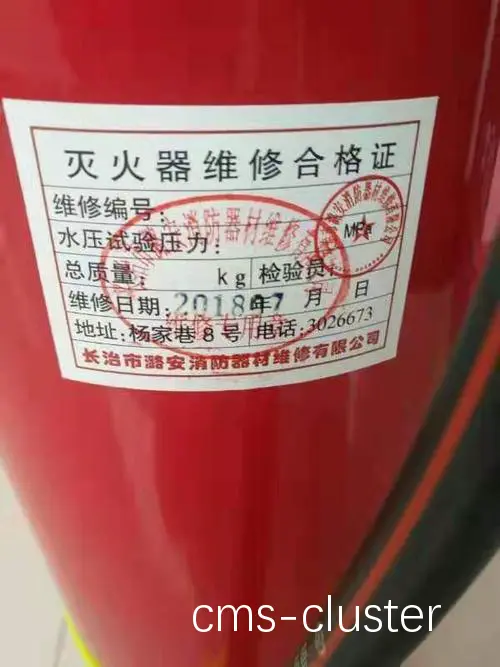 灭火器维修合格证
维修编号:
水压试验压力: MPa
总质量: kg 检验员:
维修日期: 2018年7月 日
地址: 杨家巷8号 电话: 3026673
长治市潞安消防器材维修有限公司
cms-cluster